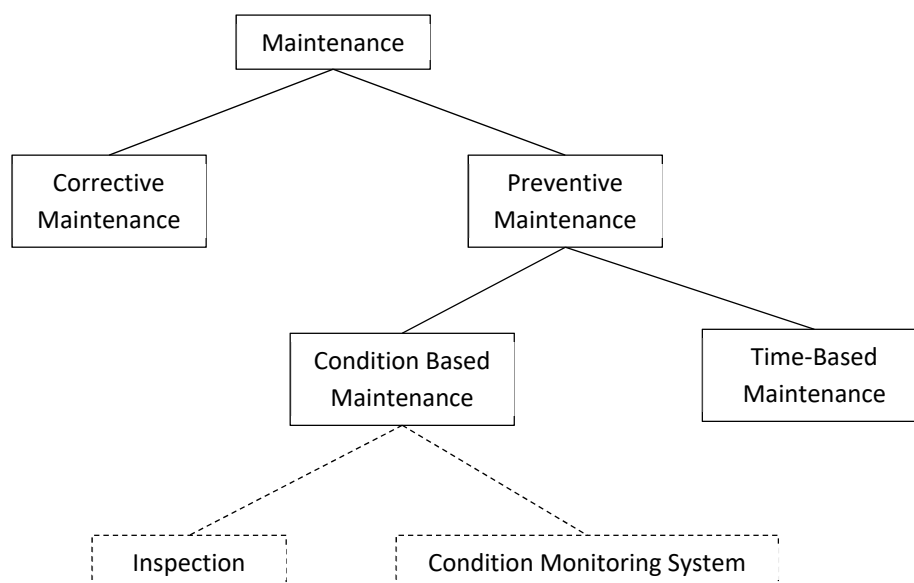 Maintenance
Corrective
Maintenance
Preventive
Maintenance
Condition Based
Maintenance
Time-Based
Maintenance
Inspection
Condition Monitoring System